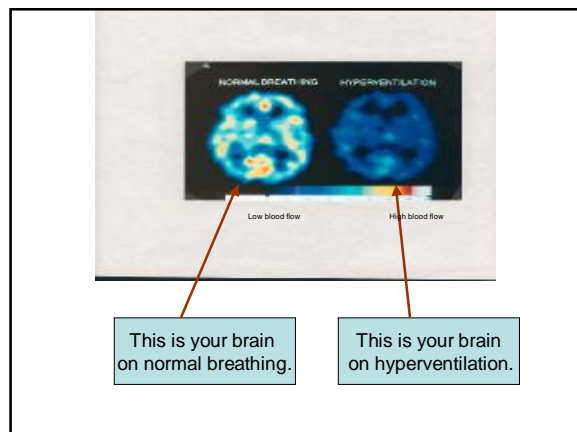 NORMAL BREATHING HYPERVENTILATION
Low blood flow High blood flow
This is your brain
on normal breathing.
This is your brain
on hyperventilation.